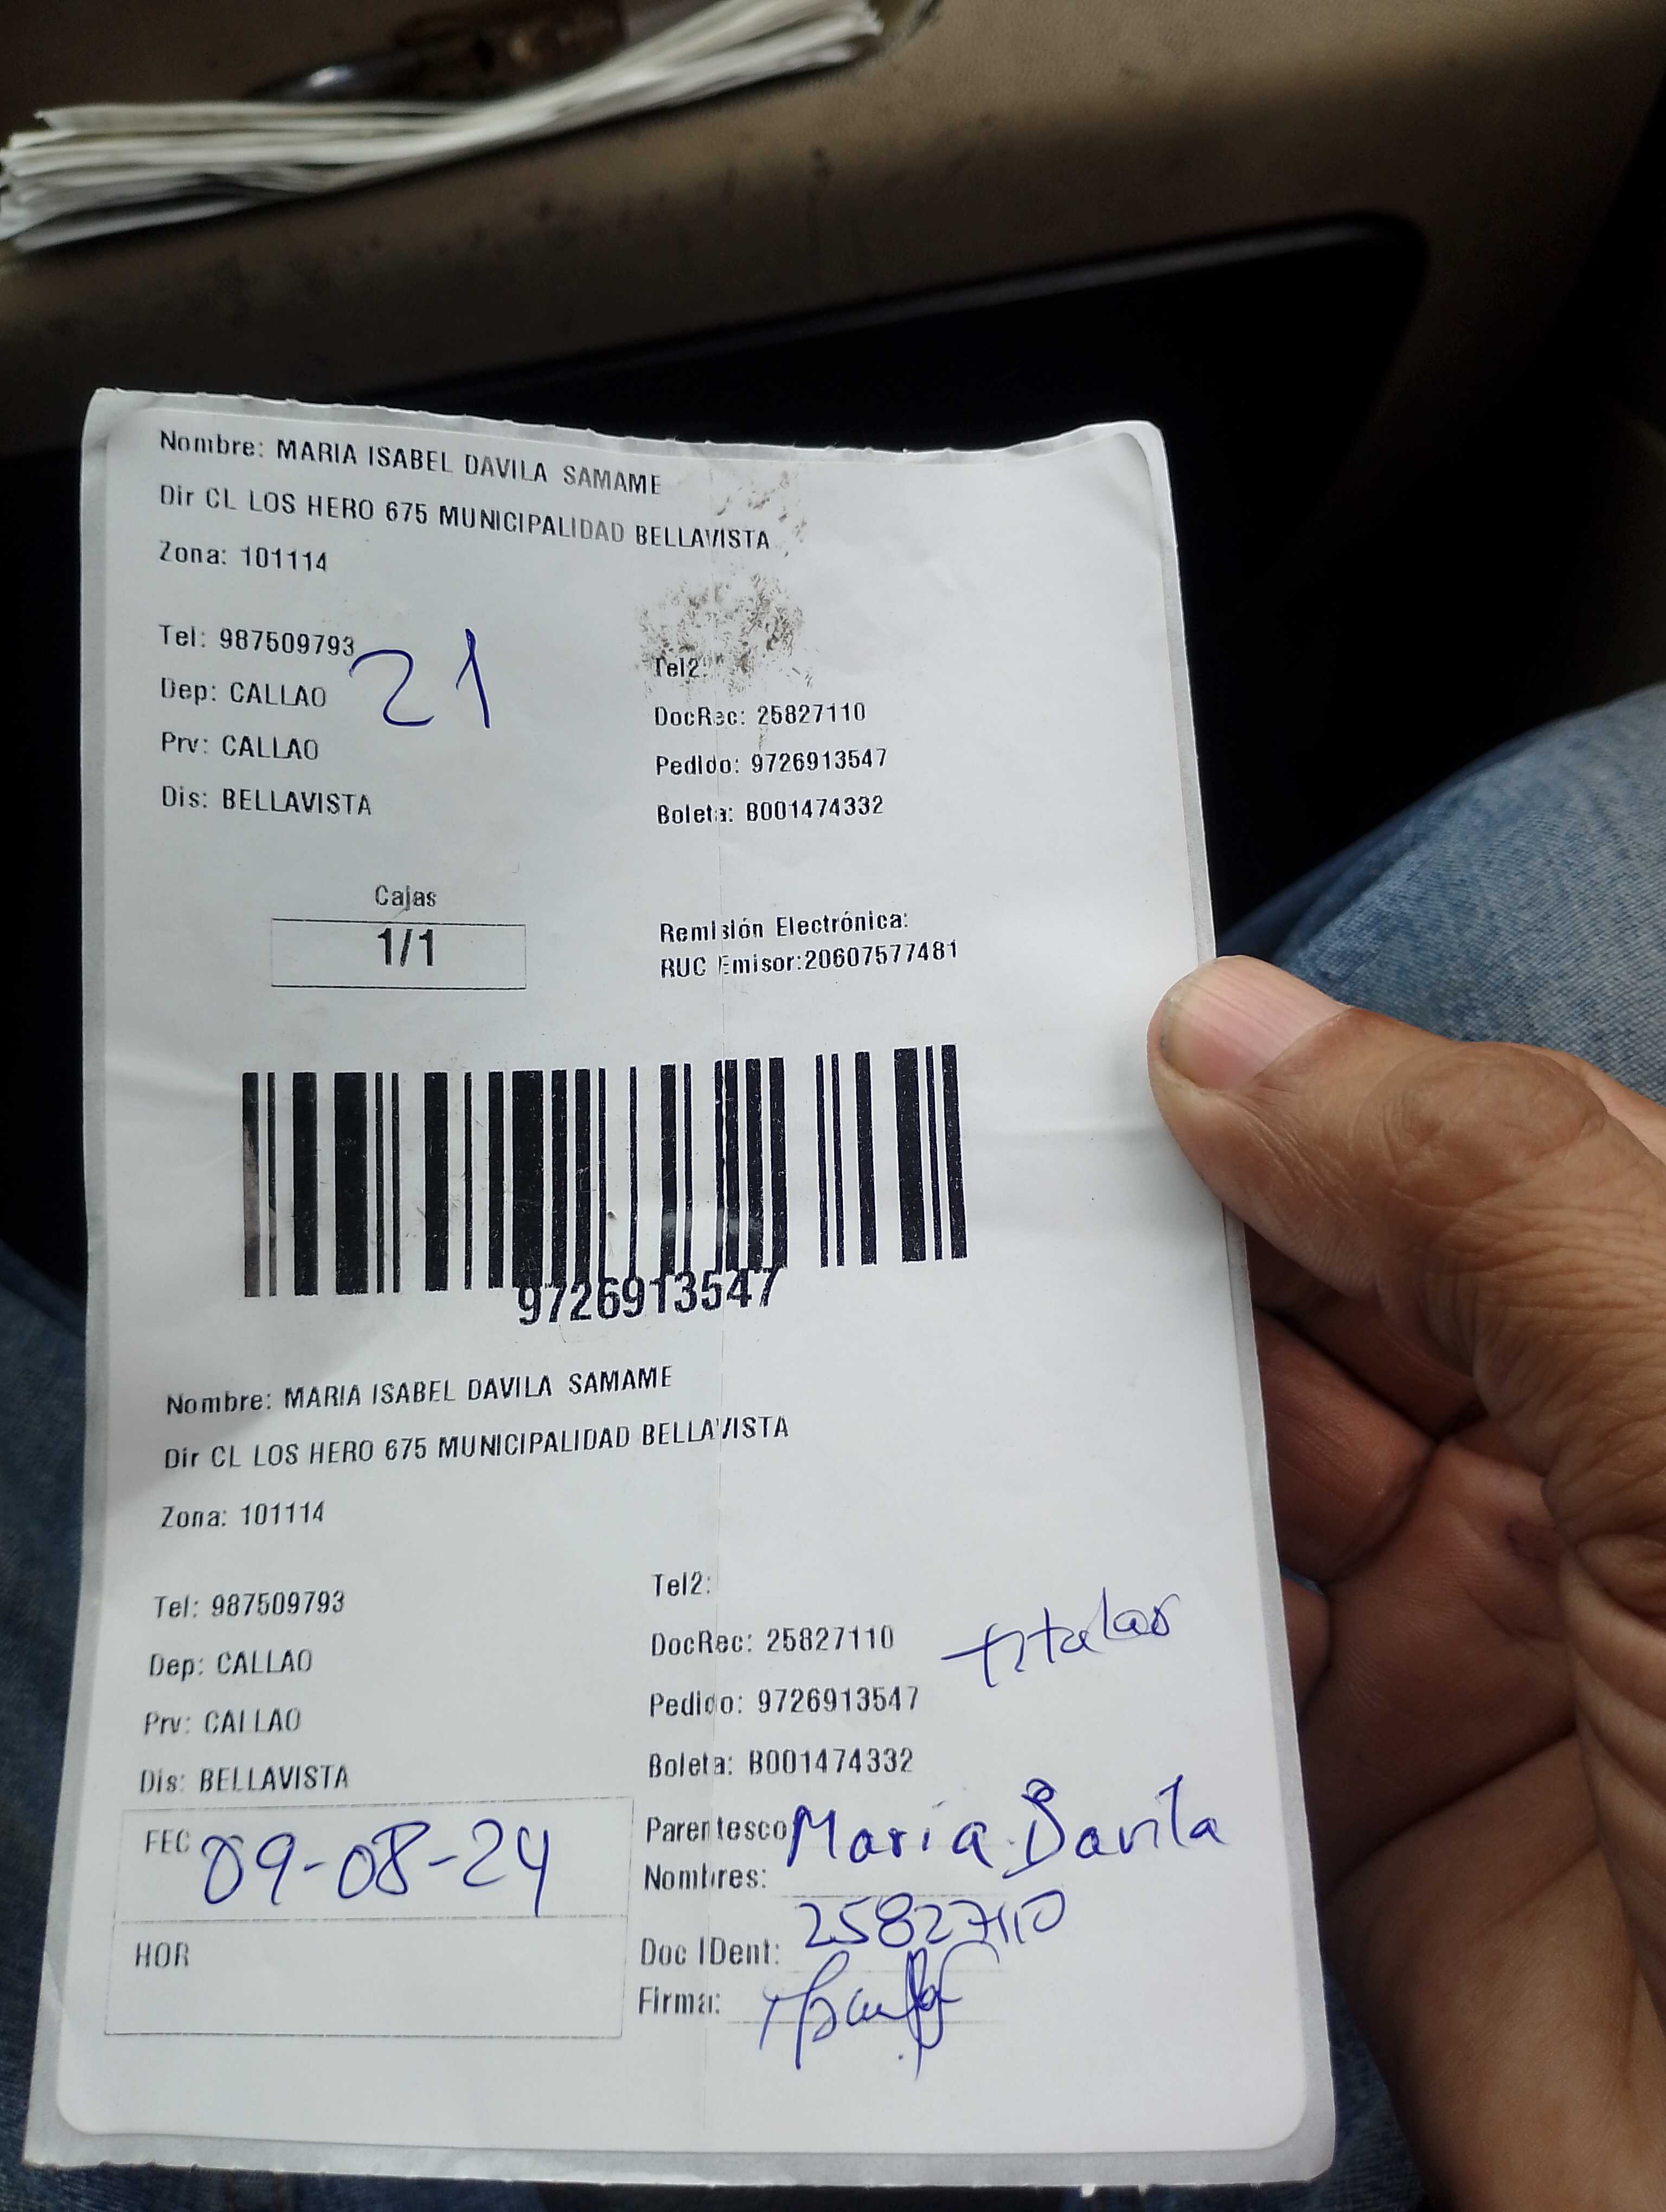 Nombre: MARIA ISABEL DAVILA SAMAME
Dir CL LOS HERO 675 MUNICIPALIDAD BELLAVISTA
Zona: 101114
Tel: 987509793
21
Tel2:
Dep: CALLAO
DocRec: 25827110
Prv: CALLAO
Pedido: 9726913547
Dis: BELLAVISTA
Boleta: B001474332
Cajas
1/1
Remisión Electrónica:
RUC Emisor:20607577481
9726913547
Nombre: MARIA ISABEL DAVILA SAMAME
Dir CL LOS HERO 675 MUNICIPALIDAD BELLAVISTA
Zona: 101114
Tel: 987509793
Tel2:
Dep: CALLAO
DocRec: 25827110 titular
Prv: CALLAO
Pedido: 9726913547
Dis: BELLAVISTA
Boleta: B001474332
FEC 09-08-24
Parentesco Maria Davila
Nombres:
HOR
Doc IDent: 25827110
Firma: